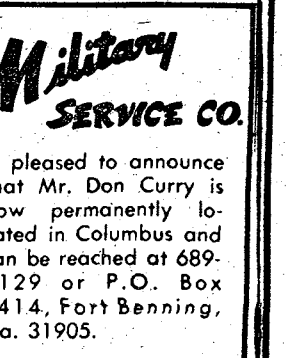 Military
SERVICE CO.
pleased to announce
at Mr. Don Curry is
ow permanently lo-
ated in Columbus and
an be reached at 689-
129 or P.O. Box
414, Fort Benning,
a. 31905.